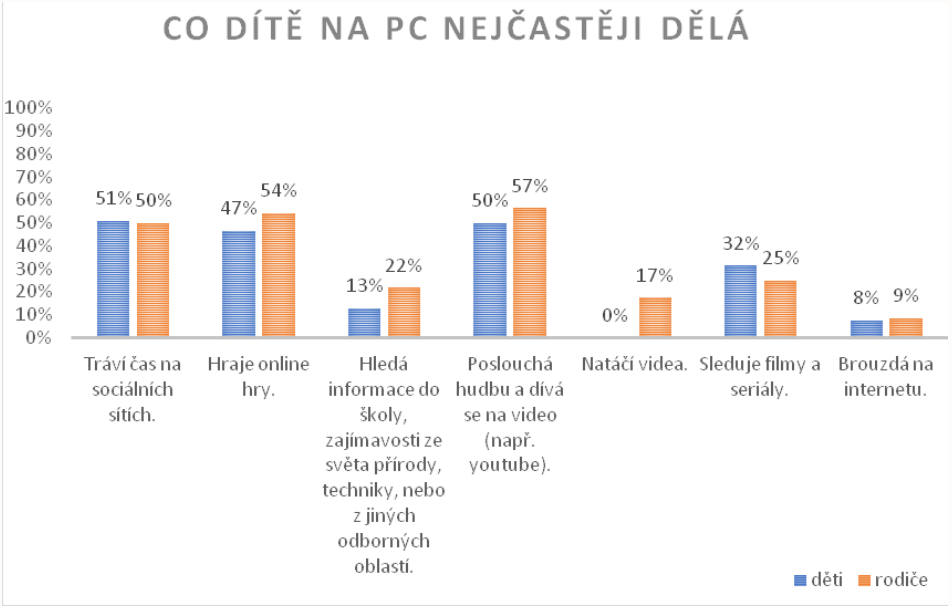 CO DÍTĚ NA PC NEJČASTĚJI DĚLÁ
100%
90%
80%
70%
60%
50%
40%
30%
20%
10%
0%
51% 50%
47% 54%
13% 22%
50% 57%
0% 17%
32% 25%
8% 9%
Tráví čas na
sociálních
sítích.
Hraje online
hry.
Hledá
informace do
školy,
zajímavosti ze
světa přírody,
techniky, nebo
z jiných
odborných
oblastí.
Poslouchá
hudbu a dívá
se na video
(např.
youtube).
Natáčí videa.
Sleduje filmy a
seriály.
Brouzdá na
internetu.
děti rodiče